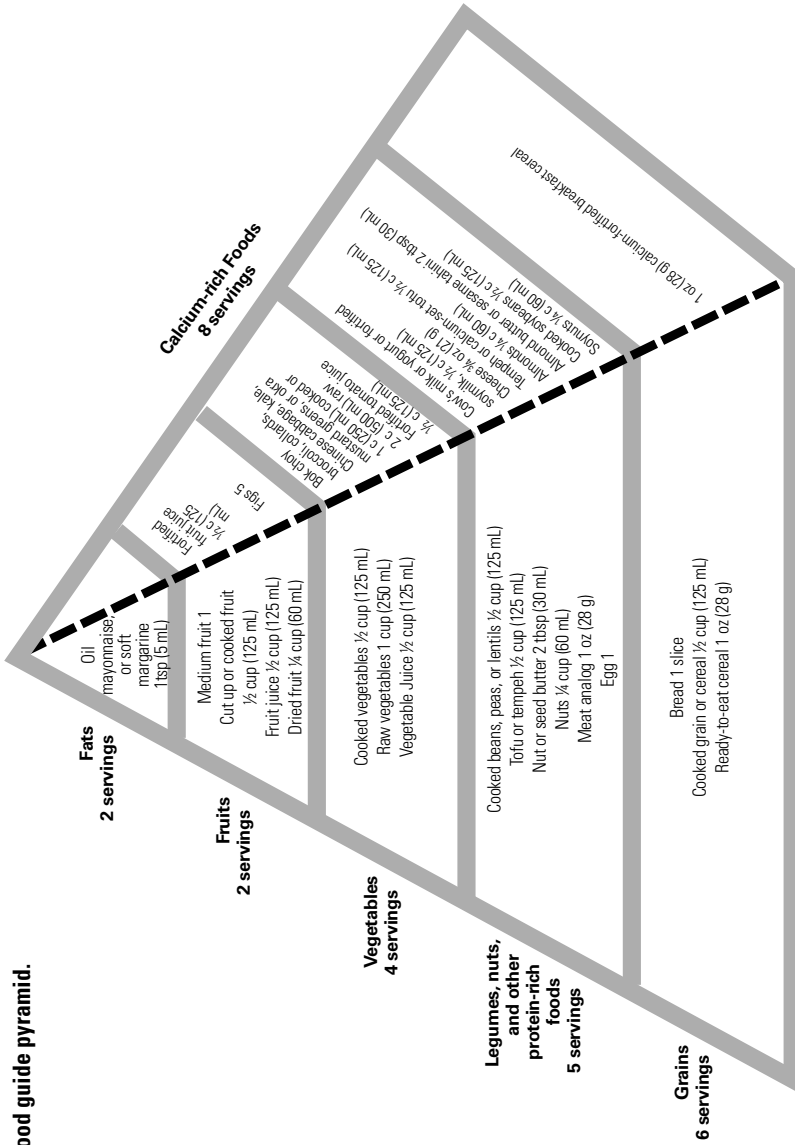 ood guide pyramid.
Fats
2 servings
Oil
mayonnaise,
or soft
margarine
1tsp (5 mL)
Fruits
2 servings
Medium fruit 1
Cut up or cooked fruit
½ cup (125 mL)
Fruit juice ½ cup (125 mL)
Dried fruit ¼ cup (60 mL)
Vegetables
4 servings
Cooked vegetables ½ cup (125 mL)
Raw vegetables 1 cup (250 mL)
Vegetable Juice ½ cup (125 mL)
Legumes, nuts,
and other
protein-rich
foods
5 servings
Cooked beans, peas, or lentils ½ cup (125 mL)
Tofu or tempeh ½ cup (125 mL)
Nut or seed butter 2 tbsp (30 mL)
Nuts ¼ cup (60 mL)
Meat analog 1 oz (28 g)
Egg 1
Grains
6 servings
Bread 1 slice
Cooked grain or cereal ½ cup (125 mL)
Ready-to-eat cereal 1 oz (28 g)
Calcium-rich Foods
8 servings
Fortified
fruit juice
½ c (125
mL)
Figs 5
Bok choy
broccoli, collards,
Chinese cabbage, kale,
mustard greens or okra
1 c (250 mL) cooked or
2 c (500 mL) raw
Fortified tomato juice
½ c (125 mL)
Cow's milk or yogurt or fortified
soymilk, ½ c (125 mL)
Cheese ¾ oz (21 g)
Tempeh or calcium-set tofu ½ c (125 mL)
Almonds ¼ c (60 mL)
Almond butter or sesame tahini 2 tbsp (30 mL)
Cooked soybeans ½ c (125 mL)
Soynuts ¼ c (60 mL)
1 oz (28 g) calcium-fortified breakfast cereal